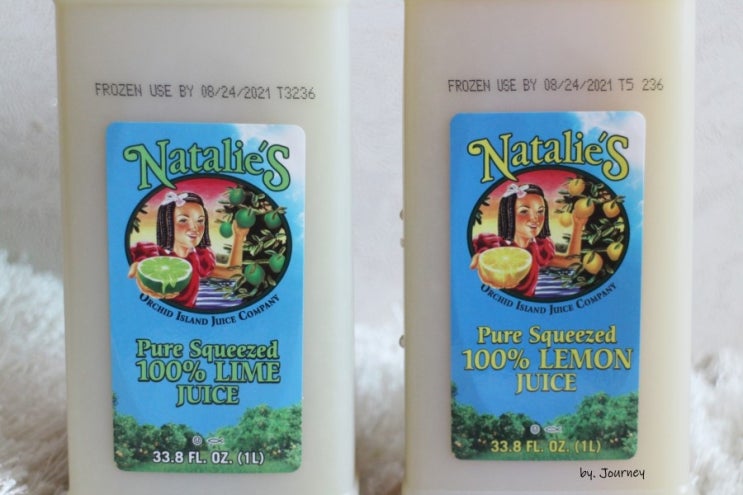 FROZEN USE BY 08/24/2021 T3236
Natalie's
Orchid Island Juice Company
Pure Squeezed
100% LIME
JUICE
33.8 FL. OZ. (1L)
FROZEN USE BY 08/24/2021 T5 236
Natalie's
Orchid Island Juice Company
Pure Squeezed
100% LEMON
JUICE
33.8 FL. OZ. (1L)
by. Journey